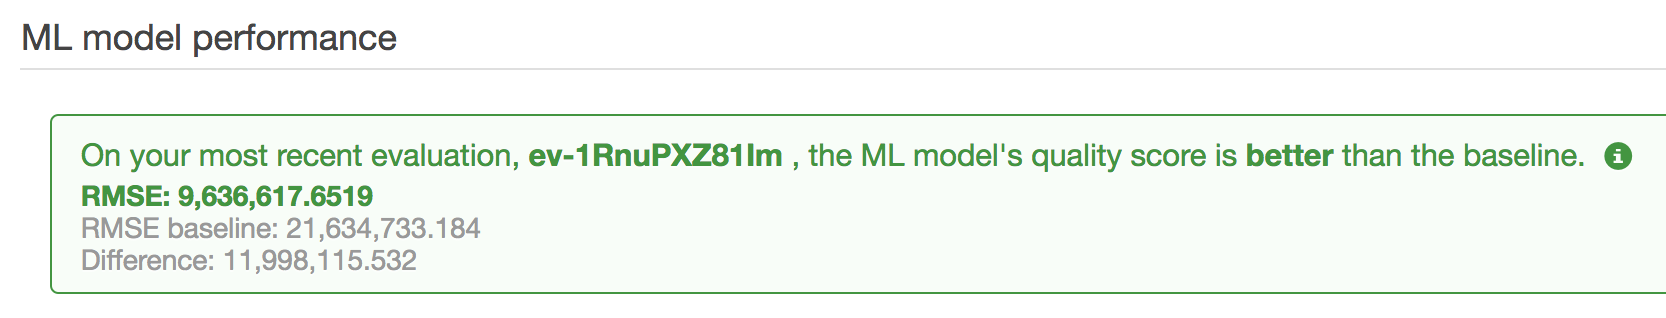 ML model performance
On your most recent evaluation, ev-1RnuPXZ81lm , the ML model's quality score is better than the baseline.
RMSE: 9,636,617.6519
RMSE baseline: 21,634,733.184
Difference: 11,998,115.532